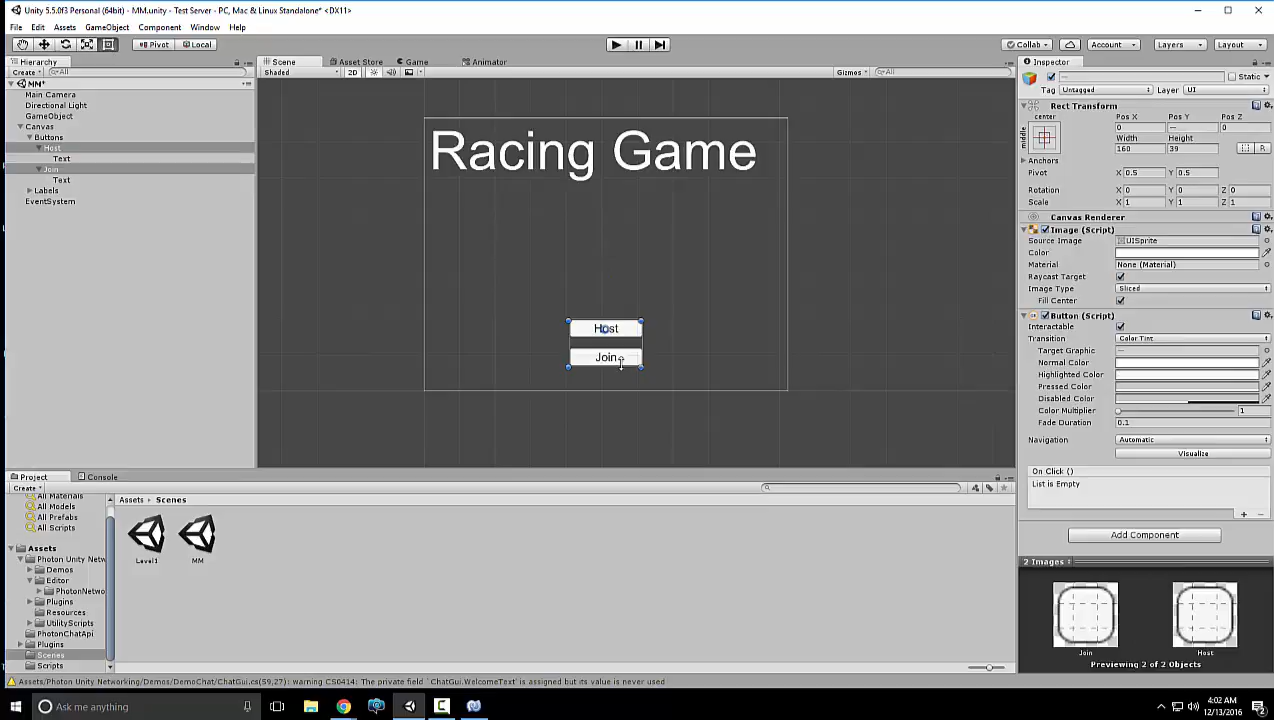 Unity 5.5.0f3 Personal (64bit) - MM.unity - Test Server - PC, Mac & Linux Standalone* <DX11>
File Edit Assets GameObject Component Window Help
Pivot Local Collab Account Layers Layout
Hierarchy
Create All
MM*
Main Camera
Directional Light
GameObject
Canvas
Buttons
Host
Text
Join
Text
Labels
EventSystem
Scene Asset Store Game Animator
Shaded 2D Gizmos All
Racing Game
Host
Join
Inspector
— Static
Tag Untagged Layer UI
Rect Transform
center Pos X Pos Y Pos Z
middle 0 — 0
Width Height
160 39 R
Anchors
Pivot X 0.5 Y 0.5
Rotation X 0 Y 0 Z 0
Scale X 1 Y 1 Z 1
Canvas Renderer
Image (Script)
Source Image UISprite
Color
Material None (Material)
Raycast Target
Image Type Sliced
Fill Center
Button (Script)
Interactable
Transition Color Tint
Target Graphic —
Normal Color
Highlighted Color
Pressed Color
Disabled Color
Color Multiplier 1
Fade Duration 0.1
Navigation Automatic
Visualize
On Click ()
List is Empty
Add Component
2 Images
Join Host
Previewing 2 of 2 Objects
Project Console
Create
All Materials
All Models
All Prefabs
All Scripts
Assets
Photon Unity Netw
Demos
Editor
PhotonNetwo
Plugins
Resources
UtilityScripts
PhotonChatApi
Plugins
Scenes
Scripts
Assets > Scenes
Level1 MM
Assets/Photon Unity Networking/Demos/DemoChat/ChatGui.cs(59,27): warning CS0414: The private field `ChatGui.WelcomeText' is assigned but its value is never used
Ask me anything
4:02 AM
12/13/2016